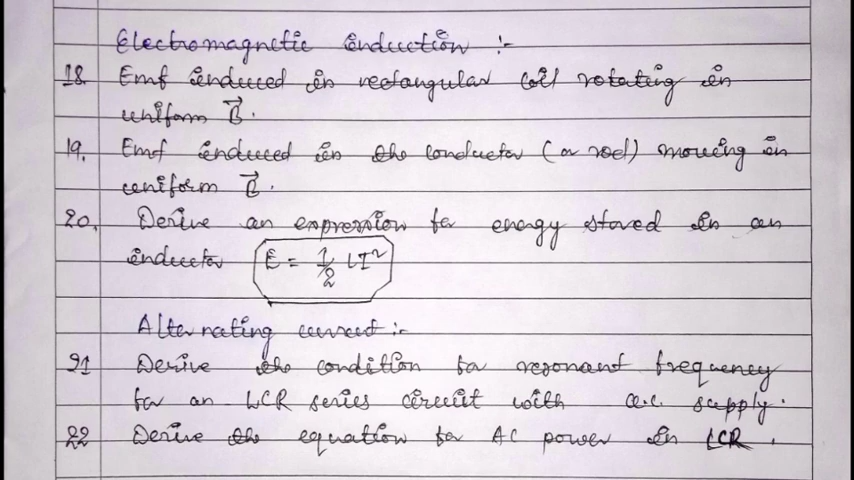 Electromagnetic induction :-
18. Emf induced in rectangular coil rotating in
uniform B⃗.
19. Emf induced in the conductor (or rod) moving in
uniform B⃗.
20. Derive an expression for energy stored in an
inductor E = 1/2 LI²
Alternating current :-
21 Derive the condition for resonant frequency
for an LCR series circuit with a.c. supply.
22 Derive the equation for AC power in LCR.